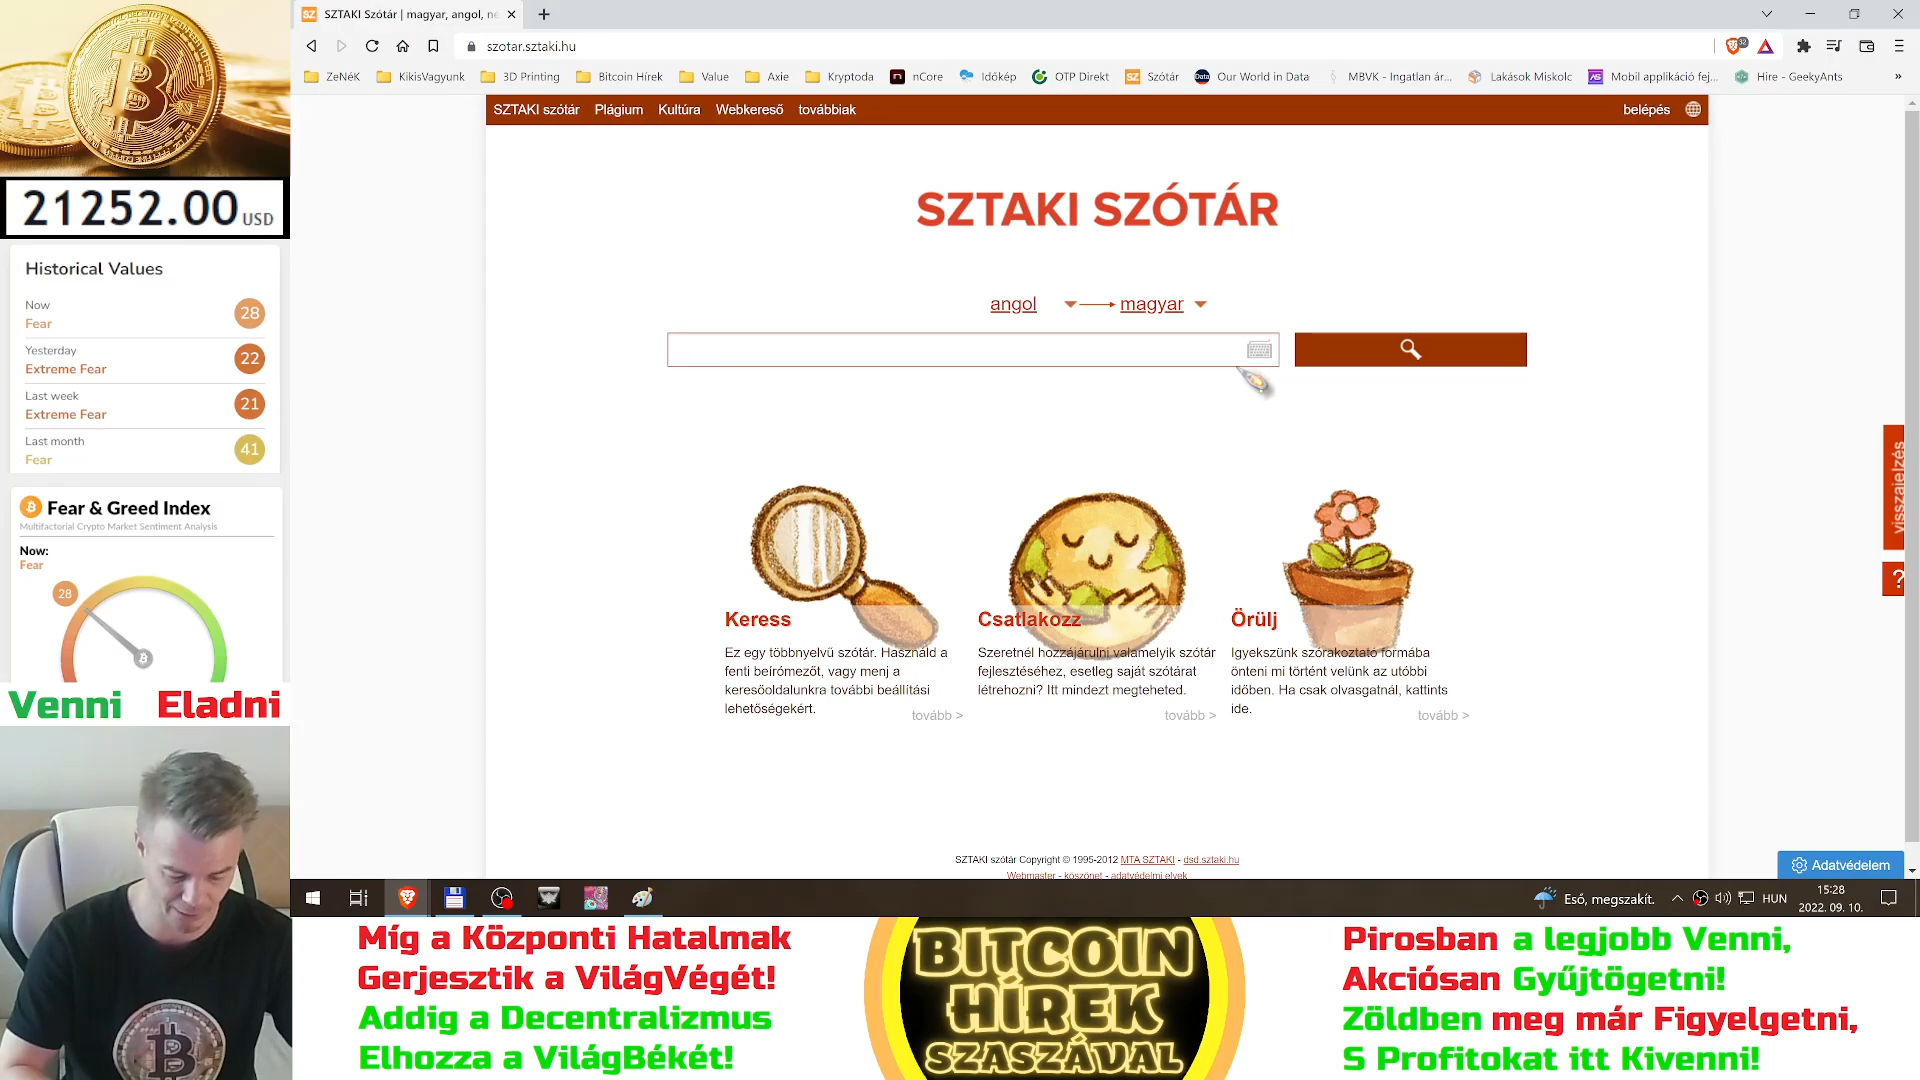 SZTAKI Szótár | magyar, angol, né
szotar.sztaki.hu
32
ZeNéK
KikisVagyunk
3D Printing
Bitcoin Hírek
Value
Axie
Kryptoda
nCore
Időkép
OTP Direkt
Szótár
Our World in Data
MBVK - Ingatlan ár...
Lakások Miskolc
Mobil applikáció fej...
Hire - GeekyAnts
SZTAKI szótár Plágium Kultúra Webkereső továbbiak belépés
SZTAKI SZÓTÁR
angol magyar
visszajelzés
?
Keress
Ez egy többnyelvű szótár. Használd a
fenti beírómezőt, vagy menj a
keresőoldalunkra további beállítási
lehetőségekért.
tovább >
Csatlakozz
Szeretnél hozzájárulni valamelyik szótár
fejlesztéséhez, esetleg saját szótárat
létrehozni? Itt mindezt megteheted.
tovább >
Örülj
Igyekszünk szórakoztató formába
önteni mi történt velünk az utóbbi
időben. Ha csak olvasgatnál, kattints
ide.
tovább >
SZTAKI szótár Copyright © 1995-2012 MTA SZTAKI - dsd.sztaki.hu
Webmaster - köszönet - adatvédelmi elvek
Adatvédelem
Eső, megszakít.
HUN
15:28
2022. 09. 10.
21252.00 USD
Historical Values
Now
Fear
28
Yesterday
Extreme Fear
22
Last week
Extreme Fear
21
Last month
Fear
41
Fear & Greed Index
Multifactorial Crypto Market Sentiment Analysis
Now:
Fear
28
Venni Eladni
Míg a Központi Hatalmak
Gerjesztik a VilágVégét!
Addig a Decentralizmus
Elhozza a VilágBékét!
BITCOIN
HÍREK
SZASZÁVAL
Pirosban a legjobb Venni,
Akciósan Gyűjtögetni!
Zöldben meg már Figyelgetni,
S Profitokat itt Kivenni!